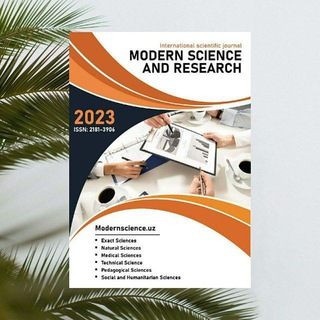 International scientific journal
MODERN SCIENCE
AND RESEARCH
2023
ISSN: 2181-3906
Modernscience.uz
Exact Sciences
Natural Sciences
Medical Sciences
Technical Science
Pedagogical Sciences
Social and Humanitarian Sciences